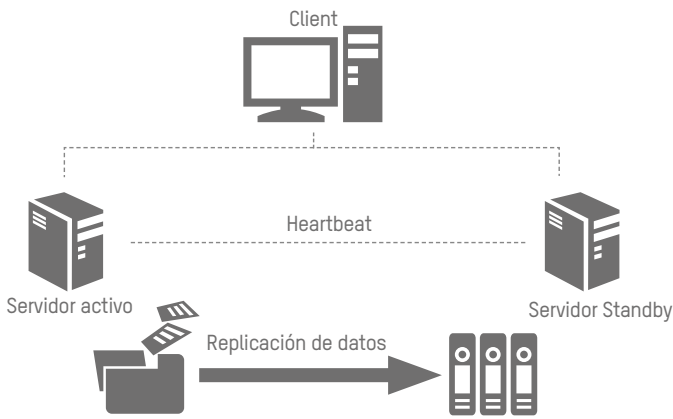 Client
Heartbeat
Servidor activo
Servidor Standby
Replicación de datos